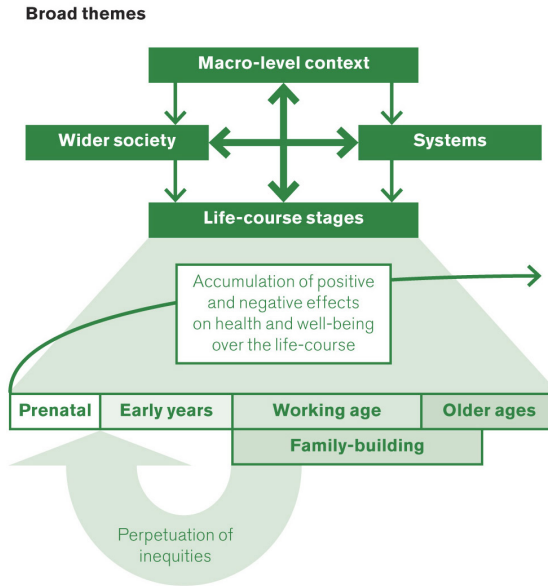 Broad themes
Macro-level context
Wider society
Systems
Life-course stages
Accumulation of positive
and negative effects
on health and well-being
over the life-course
Prenatal
Early years
Working age
Older ages
Family-building
Perpetuation of
inequities